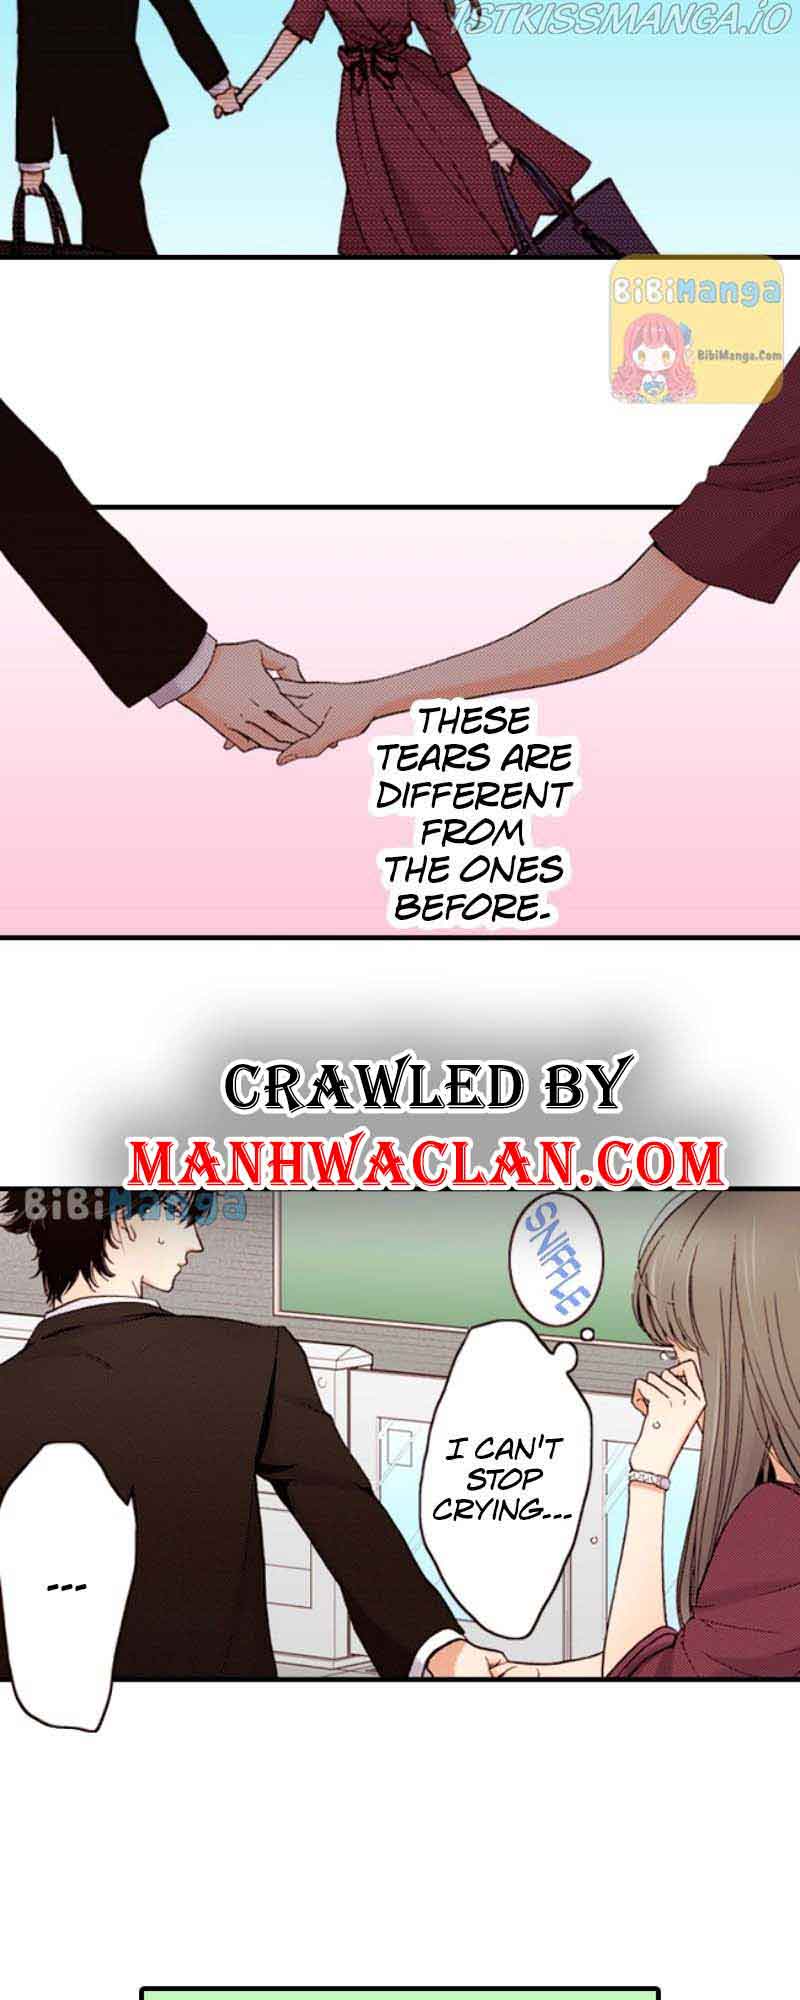 1STKISSMANGA.IO
BiBiManga
BibiManga.Com
THESE
TEARS ARE
DIFFERENT
FROM
THE ONES
BEFORE.
CRAWLED BY
MANHWACLAN.COM
BiBiManga
SNIFFLE
I CAN'T
STOP
CRYING...
...